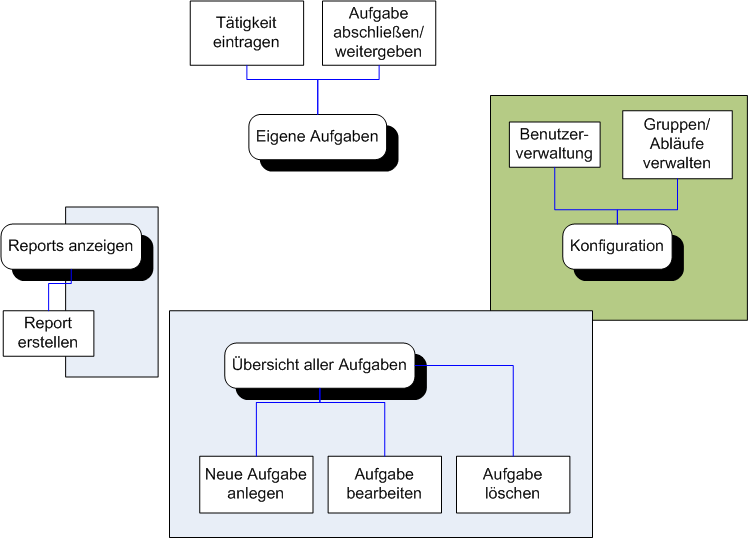 Tätigkeit
eintragen
Aufgabe
abschließen/
weitergeben
Eigene Aufgaben
Benutzer-
verwaltung
Gruppen/
Abläufe
verwalten
Konfiguration
Reports anzeigen
Report
erstellen
Übersicht aller Aufgaben
Neue Aufgabe
anlegen
Aufgabe
bearbeiten
Aufgabe
löschen